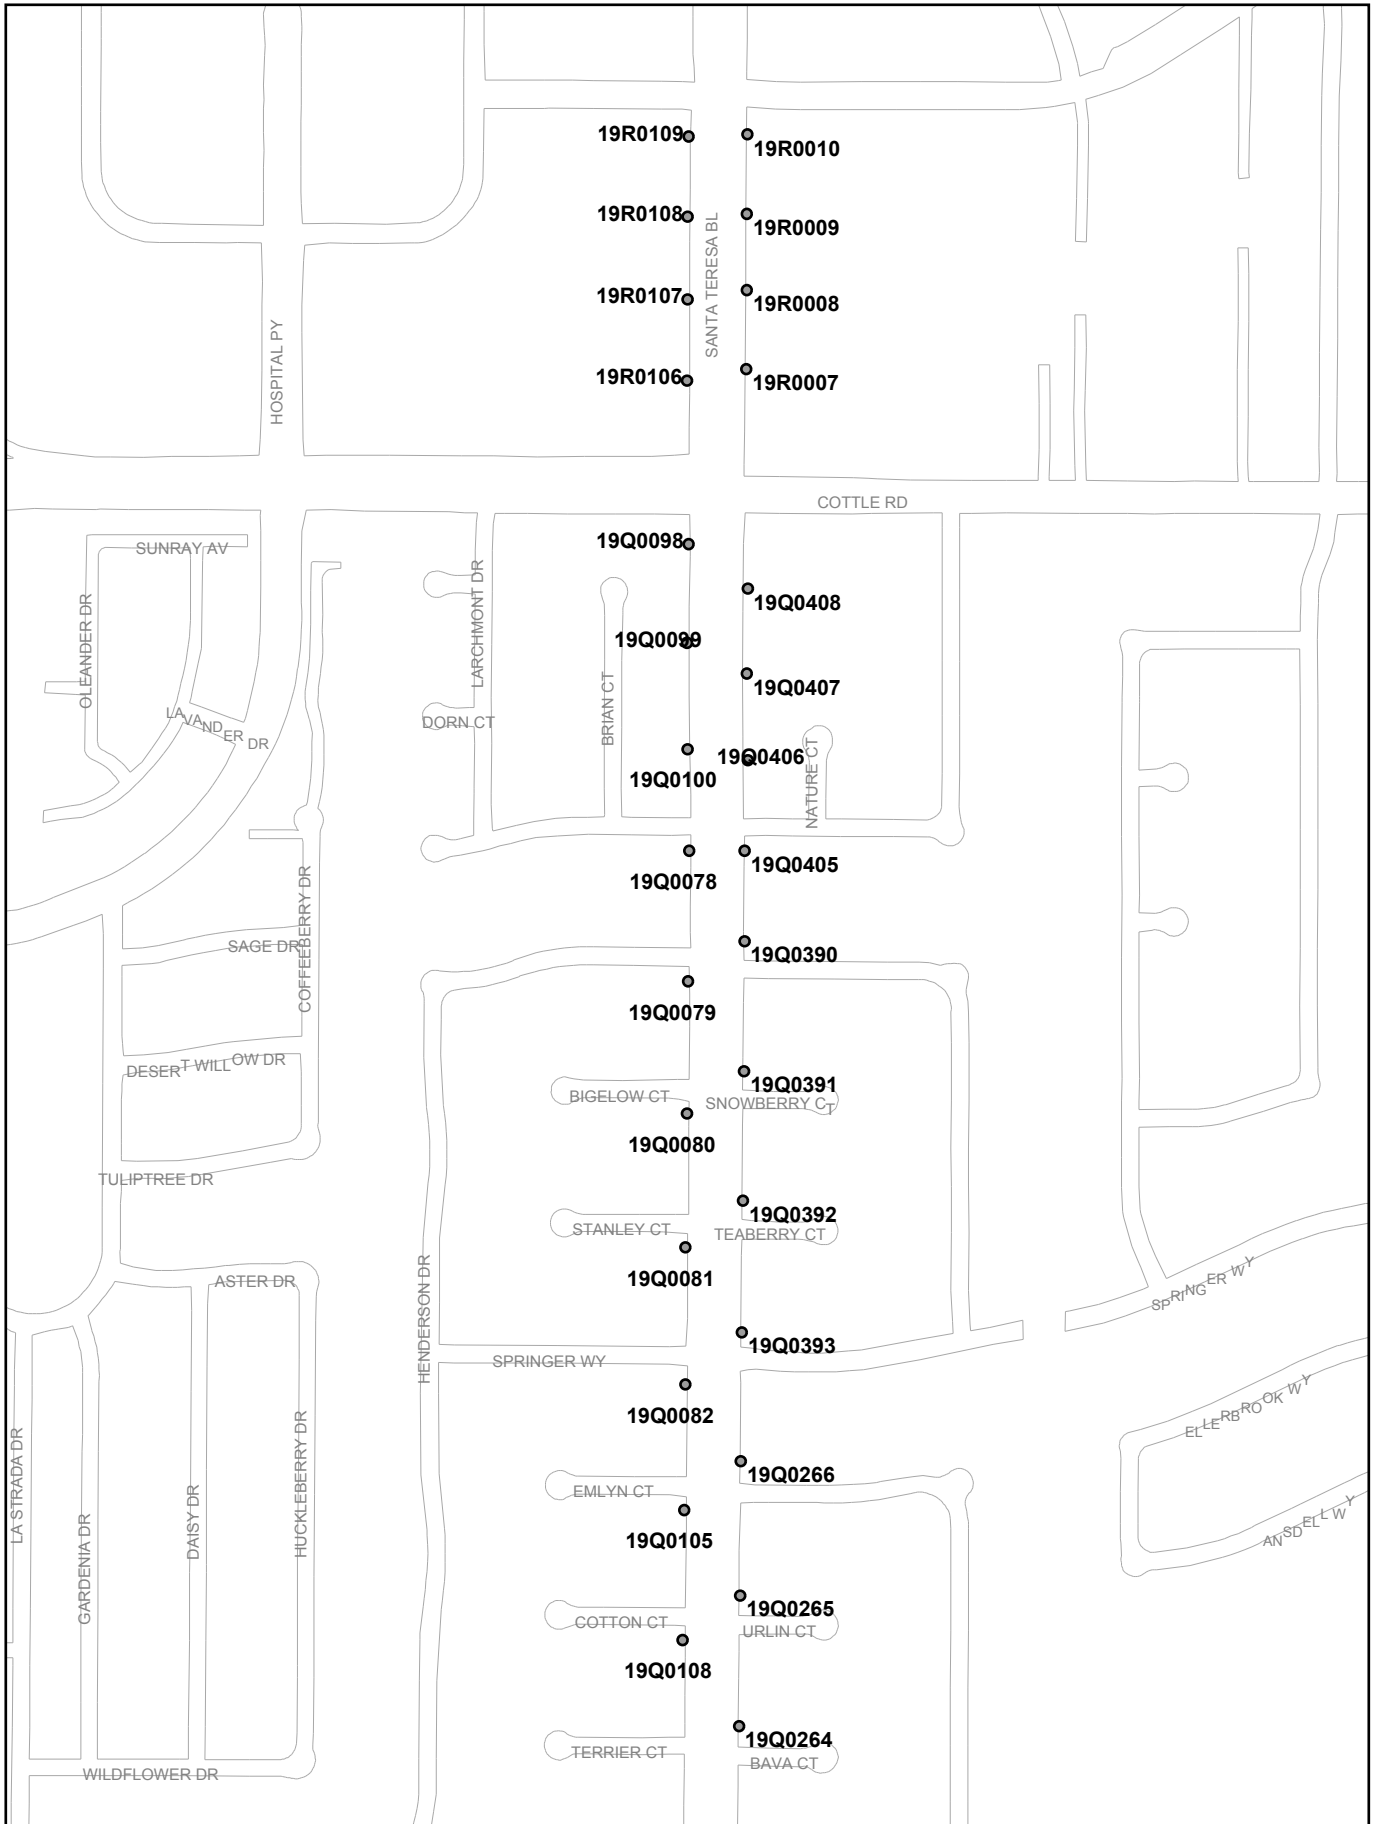 19R0109
19R0010
19R0108
19R0009
SANTA TERESA BL
19R0107
19R0008
HOSPITAL PY
19R0106
19R0007
COTTLE RD
19Q0098
SUNRAY AV
19Q0408
OLEANDER DR
LARCHMONT DR
19Q0099
19Q0407
LAVANDER DR
DORN CT
BRIAN CT
19Q0406
19Q0100
NATURE CT
19Q0405
19Q0078
COFFEEBERRY DR
SAGE DR
19Q0390
19Q0079
DESERT WILLOW DR
19Q0391
BIGELOW CT
SNOWBERRY CT
19Q0080
TULIPTREE DR
19Q0392
STANLEY CT
TEABERRY CT
19Q0081
ASTER DR
SPRINGER WY
HENDERSON DR
19Q0393
SPRINGER WY
19Q0082
ELLERBROOK WY
19Q0266
LA STRADA DR
HUCKLEBERRY DR
EMLYN CT
DAISY DR
19Q0105
ANSDELL WY
GARDENIA DR
19Q0265
COTTON CT
URLIN CT
19Q0108
19Q0264
TERRIER CT
BAVA CT
WILDFLOWER DR